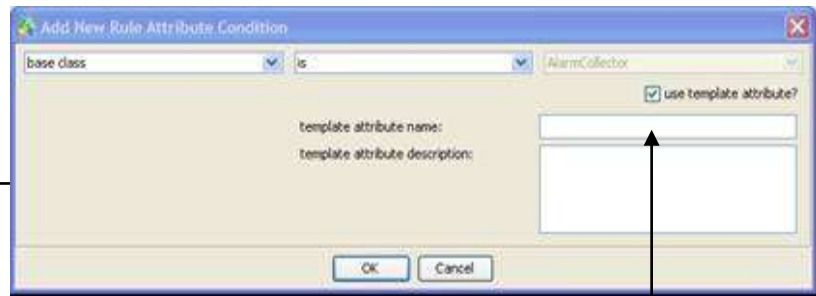 Add New Rule Attribute Condition
base class is AlarmCollector
use template attribute?
template attribute name:
template attribute description:
OK Cancel